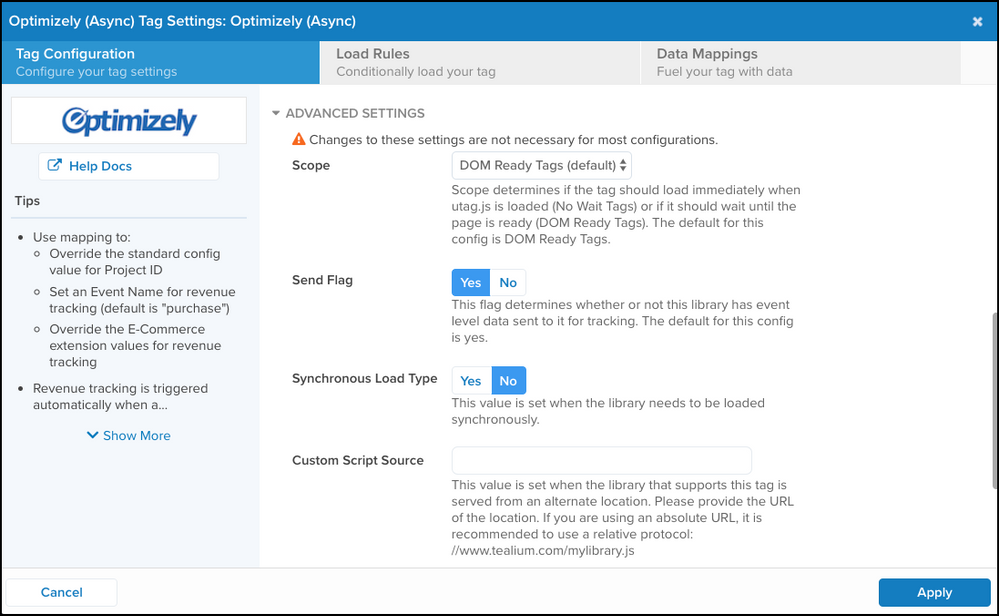 Optimizely (Async) Tag Settings: Optimizely (Async)
Tag Configuration
Configure your tag settings
Load Rules
Conditionally load your tag
Data Mappings
Fuel your tag with data
Optimizely
Help Docs
Tips
Use mapping to:
Override the standard config
value for Project ID
Set an Event Name for revenue
tracking (default is "purchase")
Override the E-Commerce
extension values for revenue
tracking
Revenue tracking is triggered
automatically when a...
Show More
ADVANCED SETTINGS
Changes to these settings are not necessary for most configurations.
Scope
DOM Ready Tags (default)
Scope determines if the tag should load immediately when
utag.js is loaded (No Wait Tags) or if it should wait until the
page is ready (DOM Ready Tags). The default for this
config is DOM Ready Tags.
Send Flag
Yes No
This flag determines whether or not this library has event
level data sent to it for tracking. The default for this config
is yes.
Synchronous Load Type
Yes No
This value is set when the library needs to be loaded
synchronously.
Custom Script Source
This value is set when the library that supports this tag is
served from an alternate location. Please provide the URL
of the location. If you are using an absolute URL, it is
recommended to use a relative protocol:
//www.tealium.com/mylibrary.js
Cancel
Apply